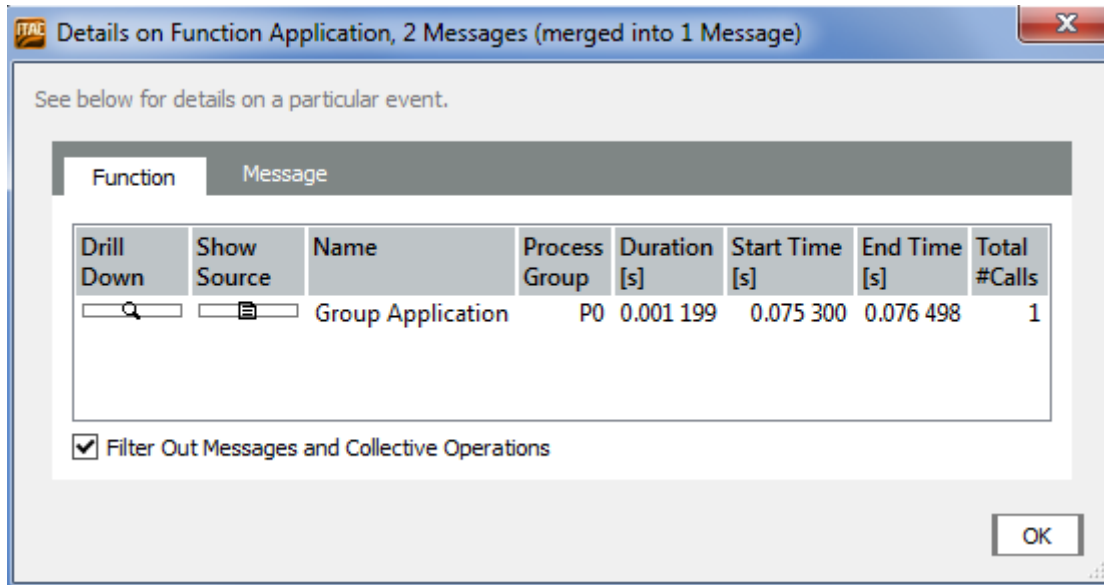 ITAC Details on Function Application, 2 Messages (merged into 1 Message)
See below for details on a particular event.
Function Message
Drill Down Show Source Name Process Group Duration [s] Start Time [s] End Time [s] Total #Calls
Group Application P0 0.001 199 0.075 300 0.076 498 1
Filter Out Messages and Collective Operations
OK